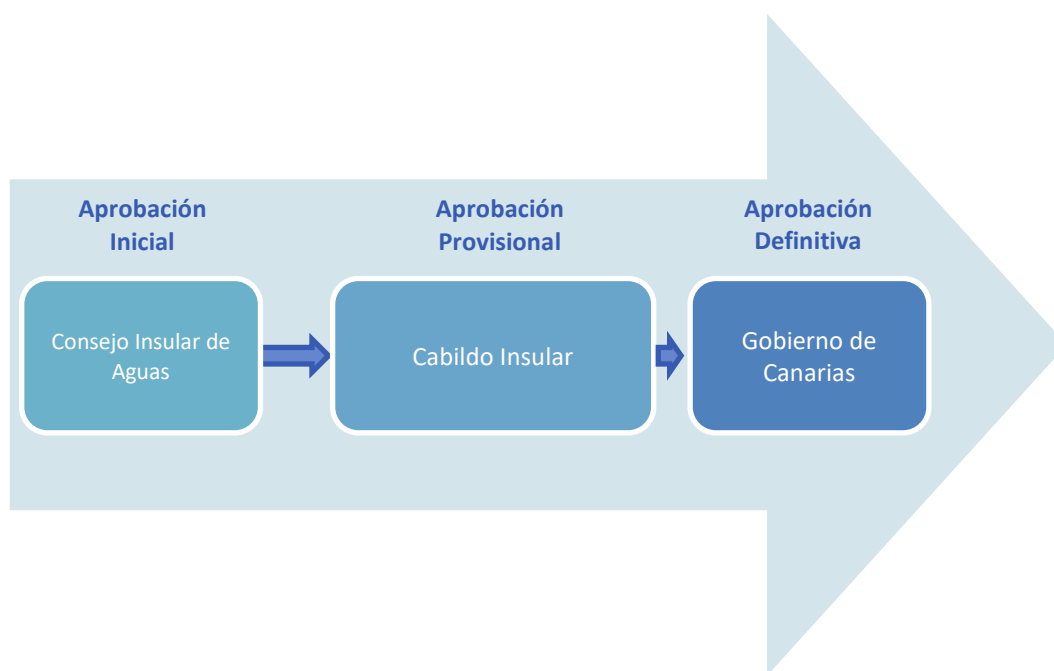 Aprobación
Inicial
Consejo Insular de
Aguas
Aprobación
Provisional
Cabildo Insular
Aprobación
Definitiva
Gobierno de
Canarias